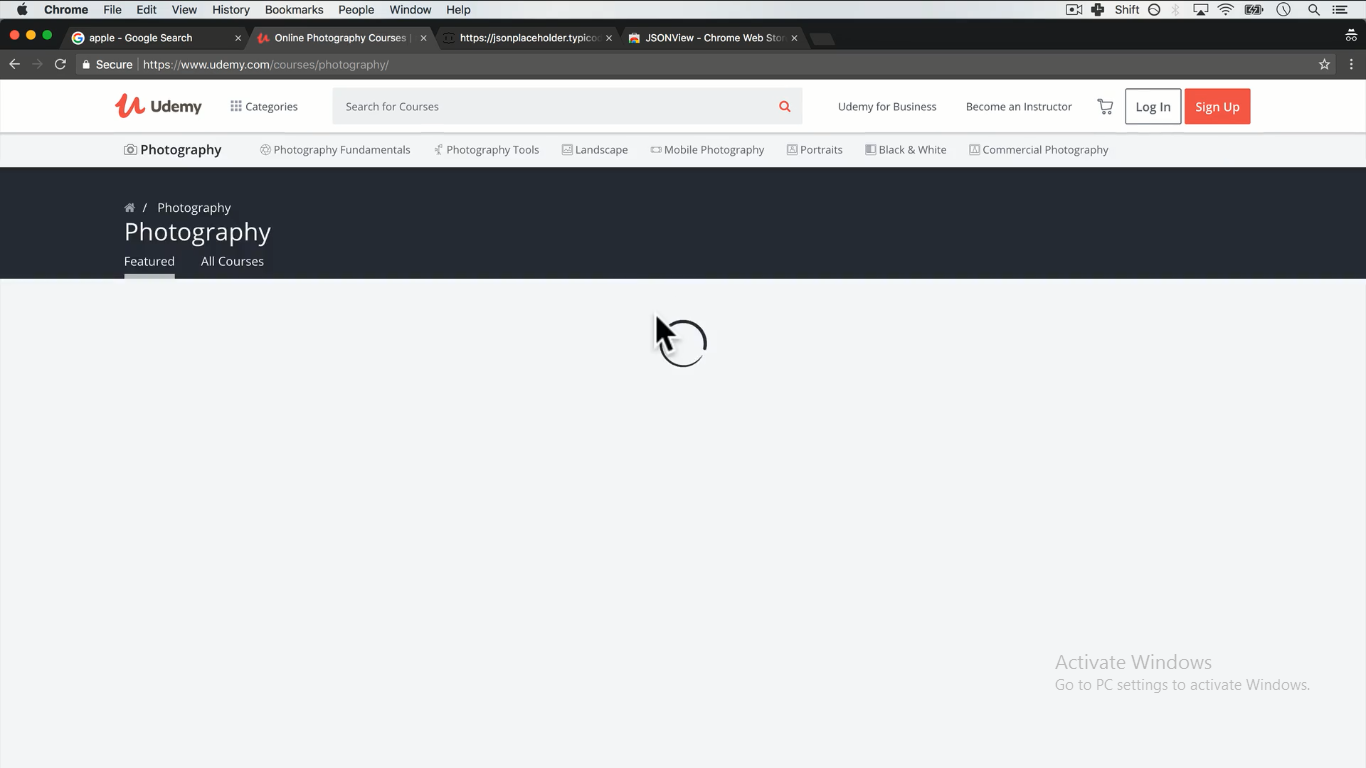 Chrome File Edit View History Bookmarks People Window Help Shift
apple - Google Search Online Photography Courses https://jsonplaceholder.typico JSONView - Chrome Web Stor
Secure https://www.udemy.com/courses/photography/
Udemy Categories Search for Courses Udemy for Business Become an Instructor Log In Sign Up
Photography Photography Fundamentals Photography Tools Landscape Mobile Photography Portraits Black & White Commercial Photography
/ Photography
Photography
Featured All Courses
Activate Windows
Go to PC settings to activate Windows.